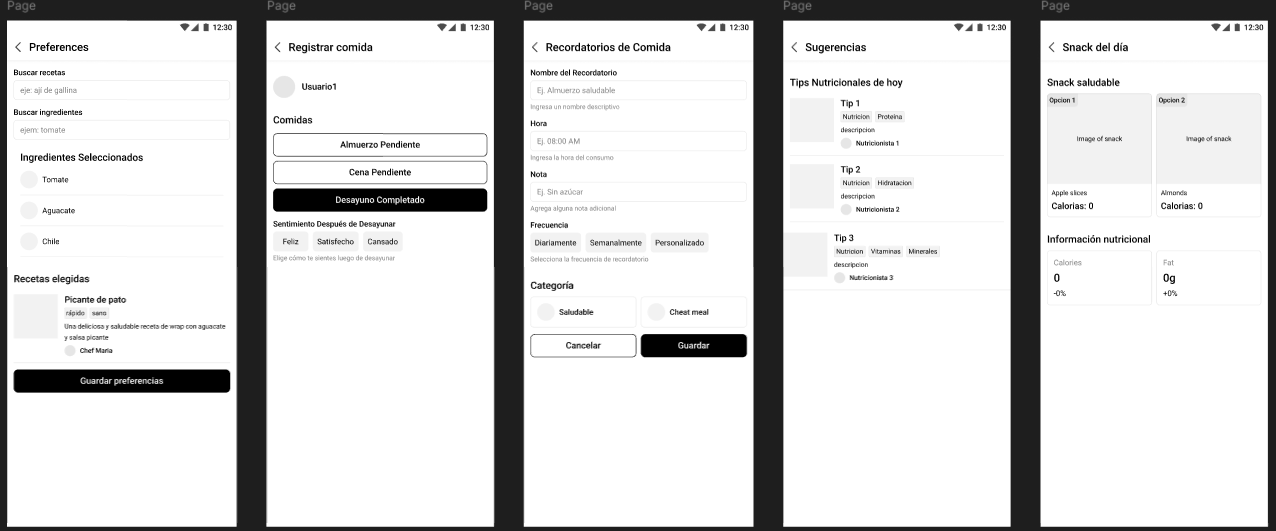 Page
12:30
Preferences
Buscar recetas
eje: ají de gallina
Buscar ingredientes
ejem: tomate
Ingredientes Seleccionados
Tomate
Aguacate
Chile
Recetas elegidas
Picante de pato
rápido sano
Una deliciosa y saludable receta de wrap con aguacate
y salsa picante
Chef Maria
Guardar preferencias
Page
12:30
Registrar comida
Usuario1
Comidas
Almuerzo Pendiente
Cena Pendiente
Desayuno Completado
Sentimiento Después de Desayunar
Feliz Satisfecho Cansado
Elige cómo te sientes luego de desayunar
Page
12:30
Recordatorios de Comida
Nombre del Recordatorio
Ej. Almuerzo saludable
Ingresa un nombre descriptivo
Hora
Ej. 08:00 AM
Ingresa la hora del consumo
Nota
Ej. Sin azúcar
Agrega alguna nota adicional
Frecuencia
Diariamente Semanalmente Personalizado
Selecciona la frecuencia de recordatorio
Categoría
Saludable Cheat meal
Cancelar Guardar
Page
12:30
Sugerencias
Tips Nutricionales de hoy
Tip 1
Nutricion Proteína
descripcion
Nutricionista 1
Tip 2
Nutricion Hidratacion
descripcion
Nutricionista 2
Tip 3
Nutricion Vitaminas Minerales
descripcion
Nutricionista 3
Page
12:30
Snack del día
Snack saludable
Opcion 1 Opcion 2
Image of snack Image of snack
Apple slices Almonds
Calorias: 0 Calorias: 0
Información nutricional
Calories Fat
0 0g
-0% +0%